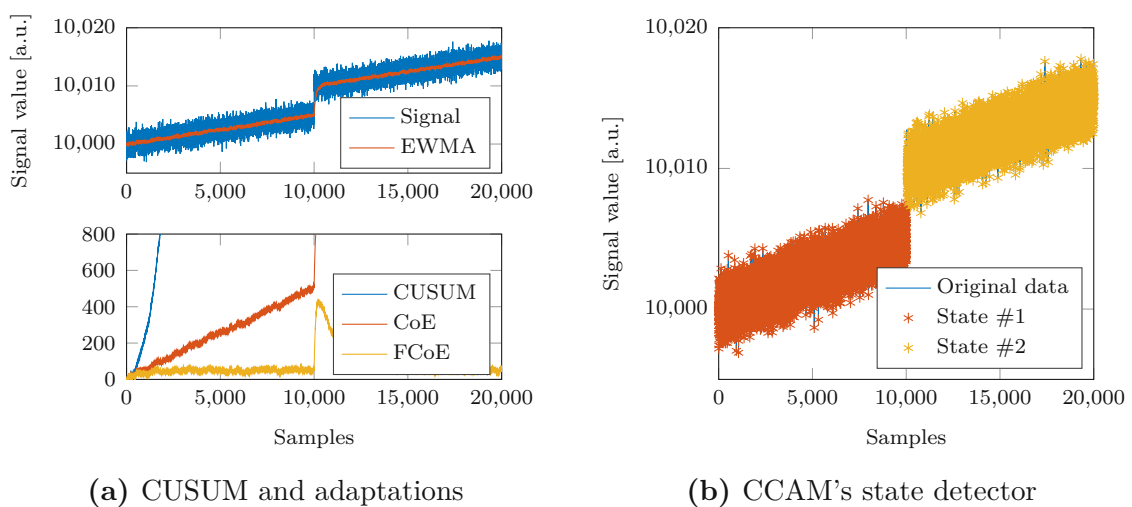 10,020
10,010
10,000
Signal value [a.u.]
Signal
EWMA
0
5,000
10,000
15,000
20,000
800
600
400
200
0
CUSUM
CoE
FCoE
0
5,000
10,000
15,000
20,000
Samples
(a) CUSUM and adaptations
10,020
10,010
10,000
Signal value [a.u.]
Original data
State #1
State #2
0
5,000
10,000
15,000
20,000
Samples
(b) CCAM's state detector